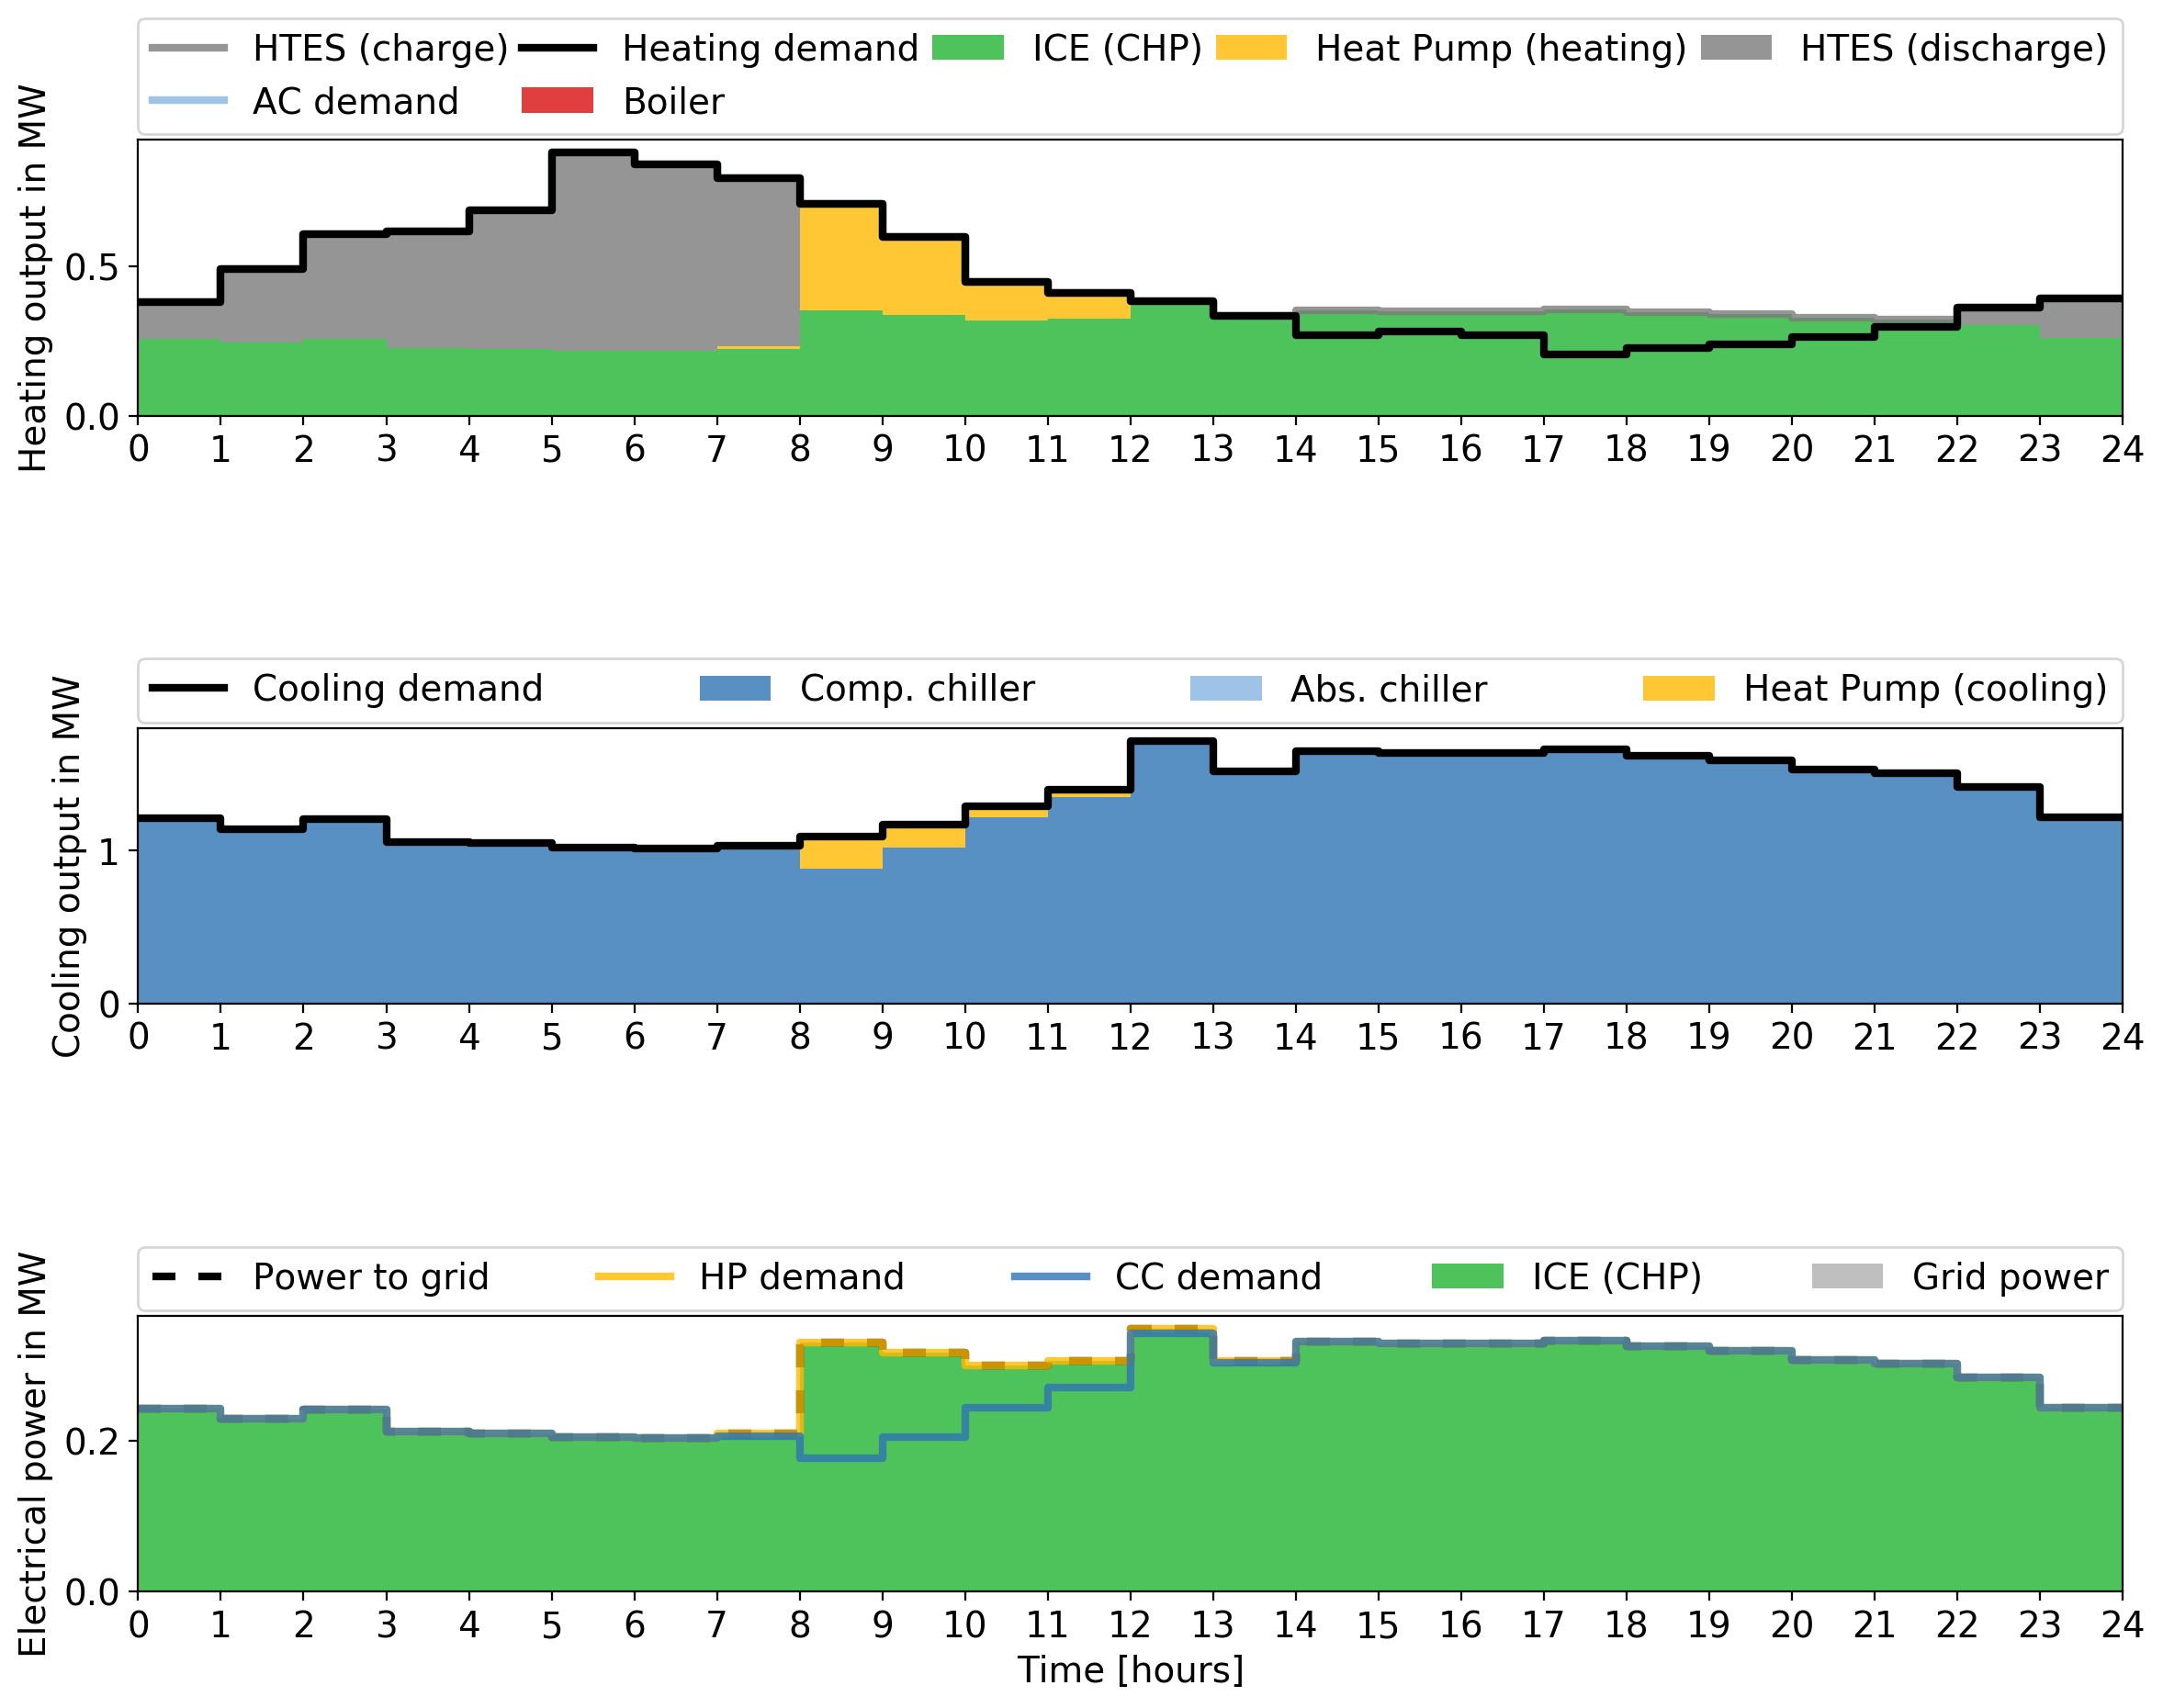 HTES (charge) Heating demand ICE (CHP) Heat Pump (heating) HTES (discharge)
AC demand Boiler
Heating output in MW
0.5
0.0
0 1 2 3 4 5 6 7 8 9 10 11 12 13 14 15 16 17 18 19 20 21 22 23 24
Cooling demand Comp. chiller Abs. chiller Heat Pump (cooling)
Cooling output in MW
1
0
0 1 2 3 4 5 6 7 8 9 10 11 12 13 14 15 16 17 18 19 20 21 22 23 24
Power to grid HP demand CC demand ICE (CHP) Grid power
Electrical power in MW
0.2
0.0
0 1 2 3 4 5 6 7 8 9 10 11 12 13 14 15 16 17 18 19 20 21 22 23 24
Time [hours]